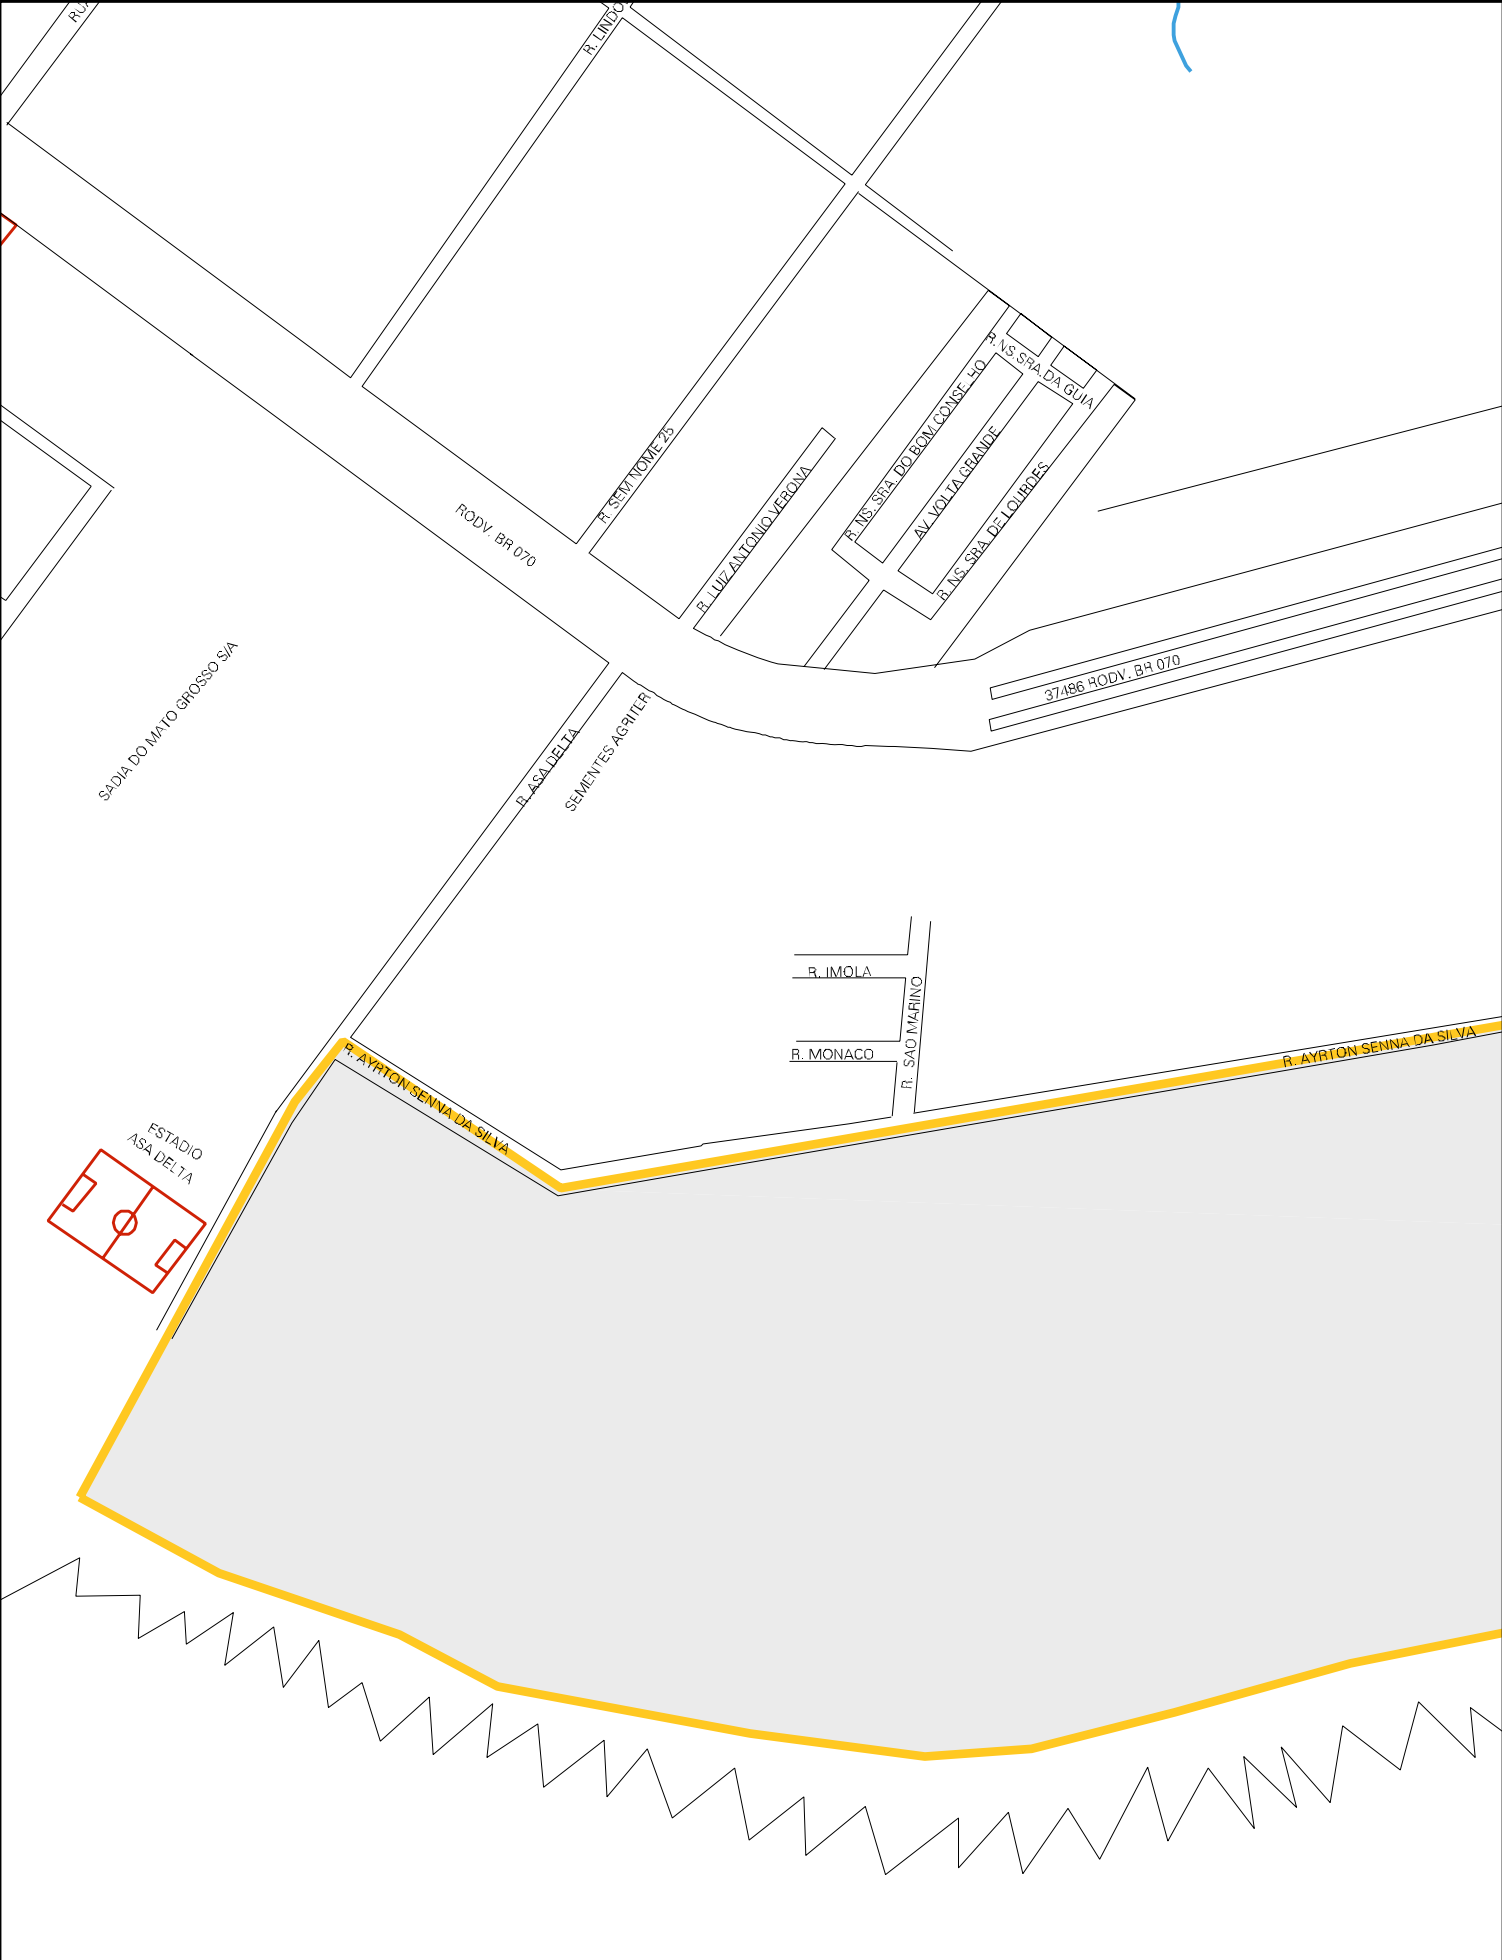 RUA
R. LINDO
R. NS. SRA. DA GUIA
R. NS. SRA. DO BOM CONSELHO
AV. VOLTA GRANDE
R. NS. SRA. DE LOURDES
R. SEM NOME 25
R. LUIZ ANTONIO VERONA
RODV. BR 070
37486 RODV. BR 070
SADIA DO MATO GROSSO S/A
R. ASA DELTA
SEMENTES AGRITER
R. IMOLA
R. SAO MARINO
R. MONACO
R. AYRTON SENNA DA SILVA
R. AYRTON SENNA DA SILVA
ESTADIO
ASA DELTA